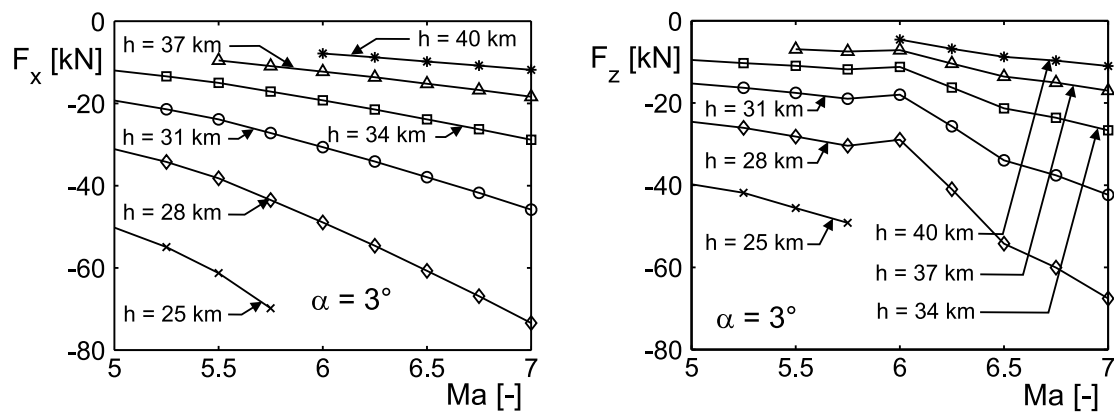 0
-20
-40
-60
-80
F_x [kN]
h = 37 km
h = 40 km
h = 34 km
h = 31 km
h = 28 km
h = 25 km
α = 3°
5
5.5
6
6.5
7
Ma [-]
0
-20
-40
-60
-80
F_z [kN]
h = 31 km
h = 28 km
h = 25 km
h = 40 km
h = 37 km
h = 34 km
α = 3°
5
5.5
6
6.5
7
Ma [-]